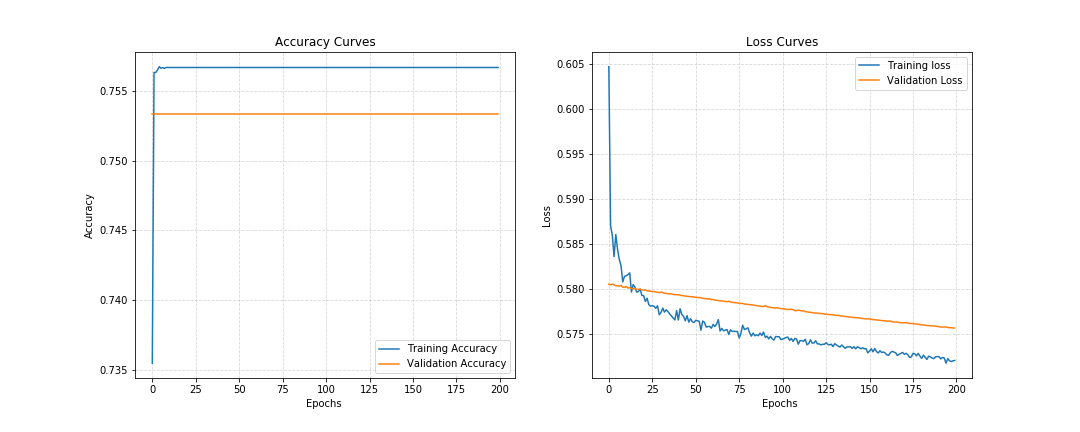 Accuracy Curves
Accuracy
0.755
0.750
0.745
0.740
0.735
0 25 50 75 100 125 150 175 200
Epochs
Training Accuracy
Validation Accuracy
Loss Curves
Loss
0.605
0.600
0.595
0.590
0.585
0.580
0.575
0 25 50 75 100 125 150 175 200
Epochs
Training loss
Validation Loss